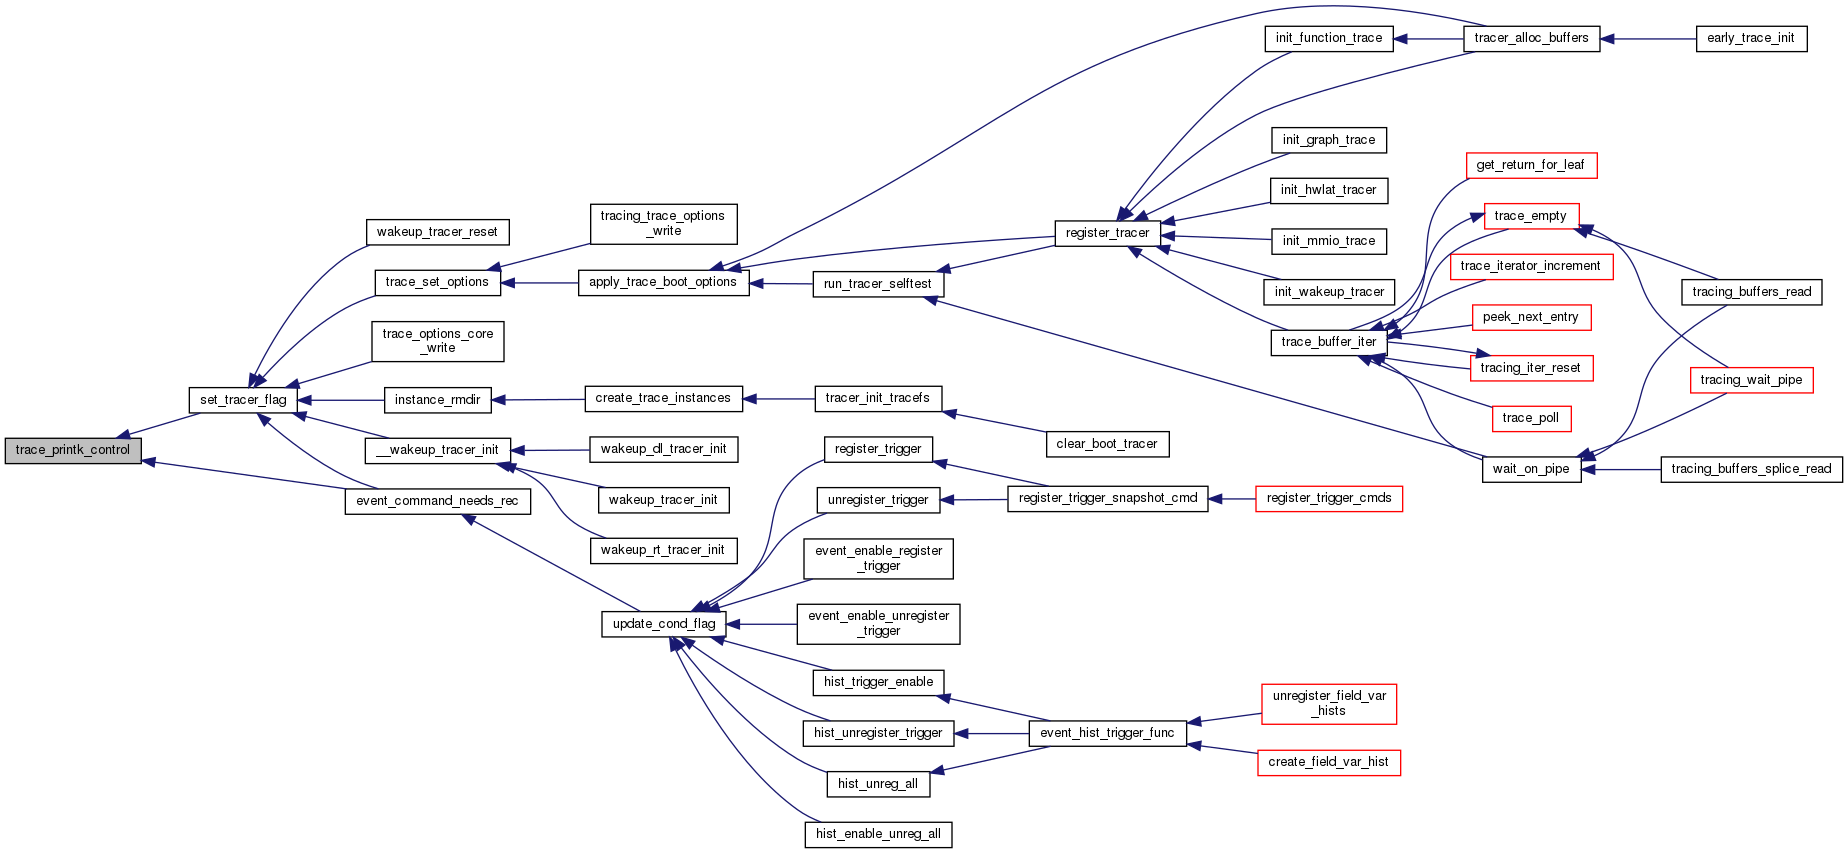 trace_printk_control
set_tracer_flag
event_command_needs_rec
wakeup_tracer_reset
trace_set_options
trace_options_core
_write
instance_rmdir
__wakeup_tracer_init
tracing_trace_options
_write
apply_trace_boot_options
create_trace_instances
wakeup_dl_tracer_init
wakeup_tracer_init
wakeup_rt_tracer_init
update_cond_flag
run_tracer_selftest
tracer_init_tracefs
register_trigger
unregister_trigger
event_enable_register
_trigger
event_enable_unregister
_trigger
hist_trigger_enable
hist_unregister_trigger
hist_unreg_all
hist_enable_unreg_all
register_tracer
clear_boot_tracer
register_trigger_snapshot_cmd
event_hist_trigger_func
init_function_trace
init_graph_trace
init_hwlat_tracer
init_mmio_trace
init_wakeup_tracer
trace_buffer_iter
register_trigger_cmds
unregister_field_var
_hists
create_field_var_hist
tracer_alloc_buffers
get_return_for_leaf
trace_empty
trace_iterator_increment
peek_next_entry
tracing_iter_reset
trace_poll
wait_on_pipe
early_trace_init
tracing_buffers_read
tracing_wait_pipe
tracing_buffers_splice_read